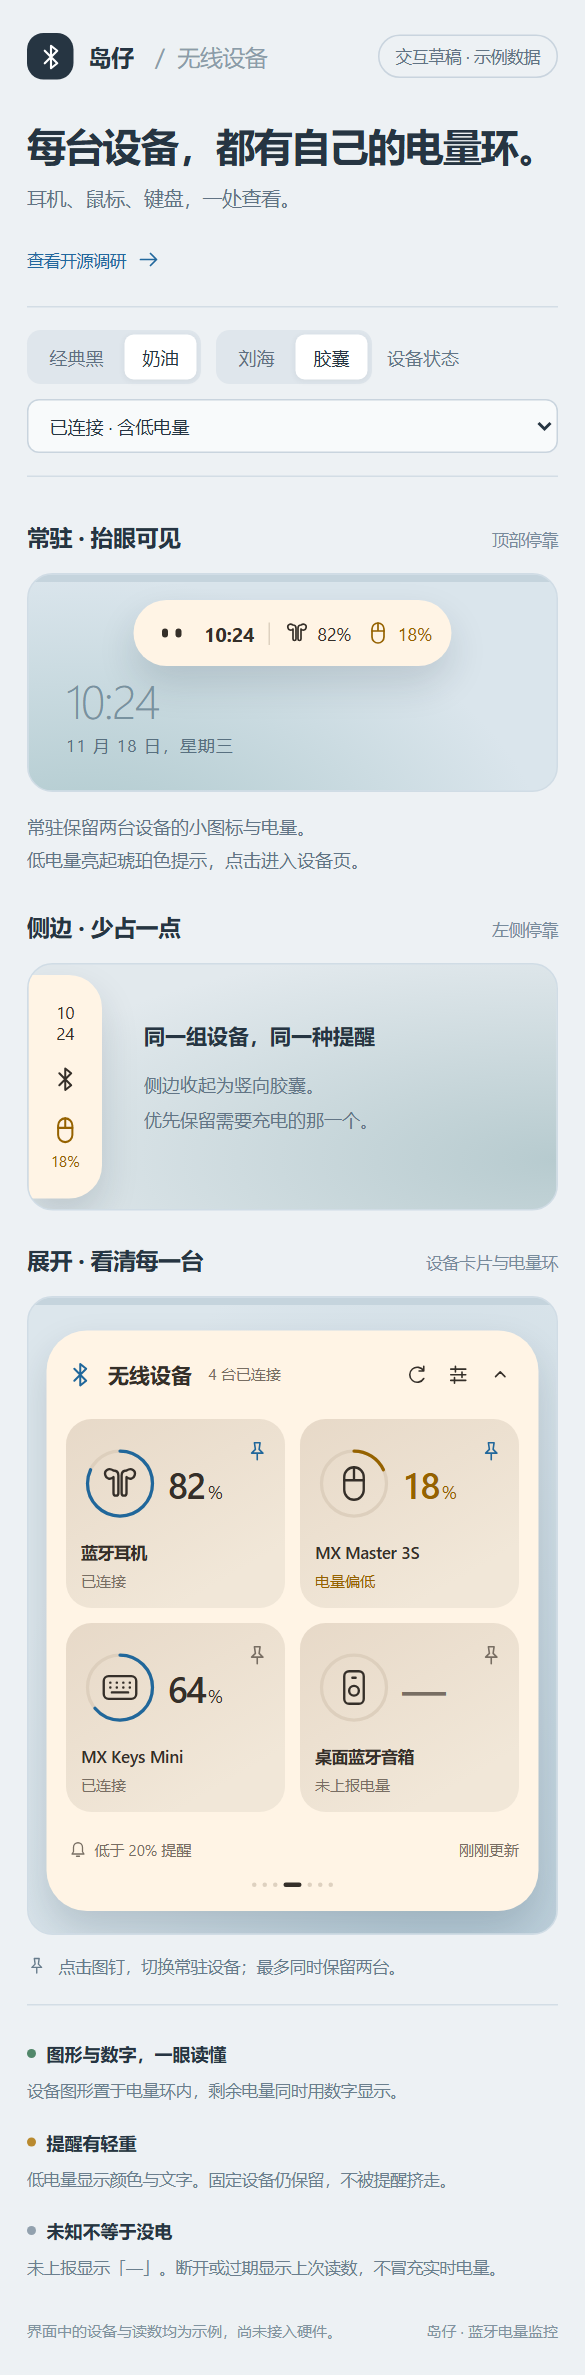 岛仔 / 无线设备
交互草稿 · 示例数据
每台设备，都有自己的电量环。
耳机、鼠标、键盘，一处查看。
查看开源调研 →
经典黑 奶油 刘海 胶囊 设备状态
已连接 · 含低电量
常驻 · 抬眼可见
顶部停靠
10:24 82% 18%
10:24
11 月 18 日，星期三
常驻保留两台设备的小图标与电量。
低电量亮起琥珀色提示，点击进入设备页。
侧边 · 少占一点
左侧停靠
10
24
18%
同一组设备，同一种提醒
侧边收起为竖向胶囊。
优先保留需要充电的那一个。
展开 · 看清每一台
设备卡片与电量环
无线设备 4 台已连接
82%
蓝牙耳机
已连接
18%
MX Master 3S
电量偏低
64%
MX Keys Mini
已连接
—
桌面蓝牙音箱
未上报电量
低于 20% 提醒
刚刚更新
点击图钉，切换常驻设备；最多同时保留两台。
图形与数字，一眼读懂
设备图形置于电量环内，剩余电量同时用数字显示。
提醒有轻重
低电量显示颜色与文字。固定设备仍保留，不被提醒挤走。
未知不等于没电
未上报显示「—」。断开或过期显示上次读数，不冒充实时电量。
界面中的设备与读数均为示例，尚未接入硬件。
岛仔 · 蓝牙电量监控